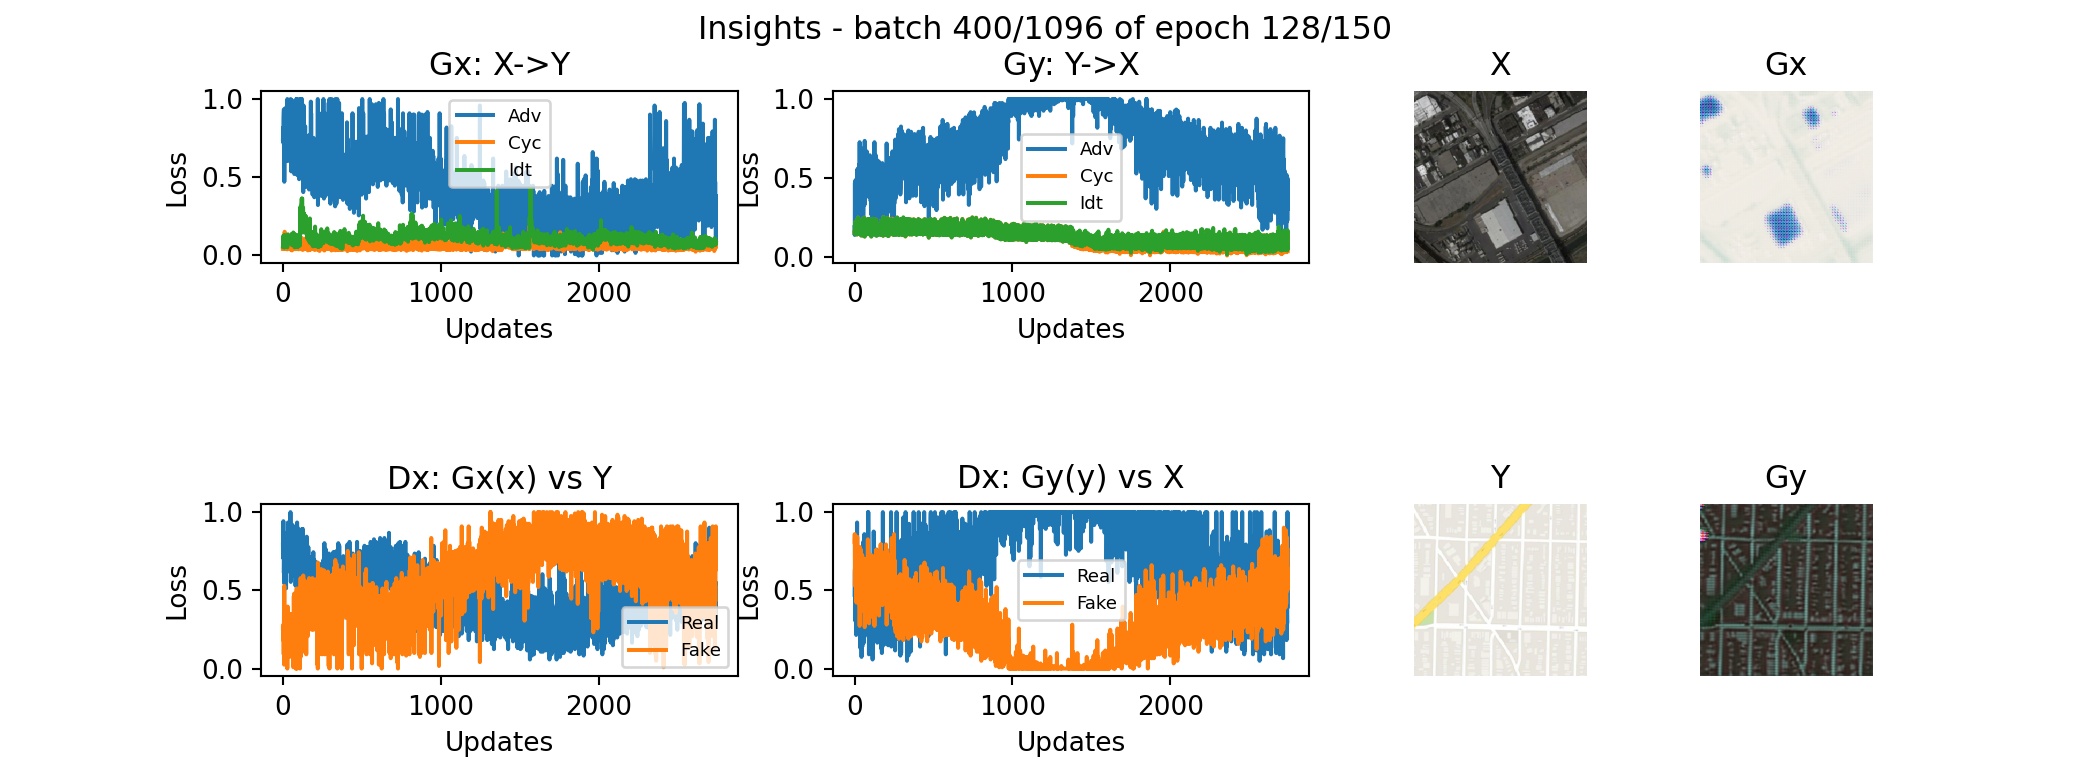 Insights - batch 400/1096 of epoch 128/150
Gx: X->Y
1.0
0.5
0.0
Loss
Adv
Cyc
Idt
0 1000 2000
Updates
Gy: Y->X
1.0
0.5
0.0
Loss
Adv
Cyc
Idt
0 1000 2000
Updates
X
Gx
Dx: Gx(x) vs Y
1.0
0.5
0.0
Loss
Real
Fake
0 1000 2000
Updates
Dx: Gy(y) vs X
1.0
0.5
0.0
Loss
Real
Fake
0 1000 2000
Updates
Y
Gy